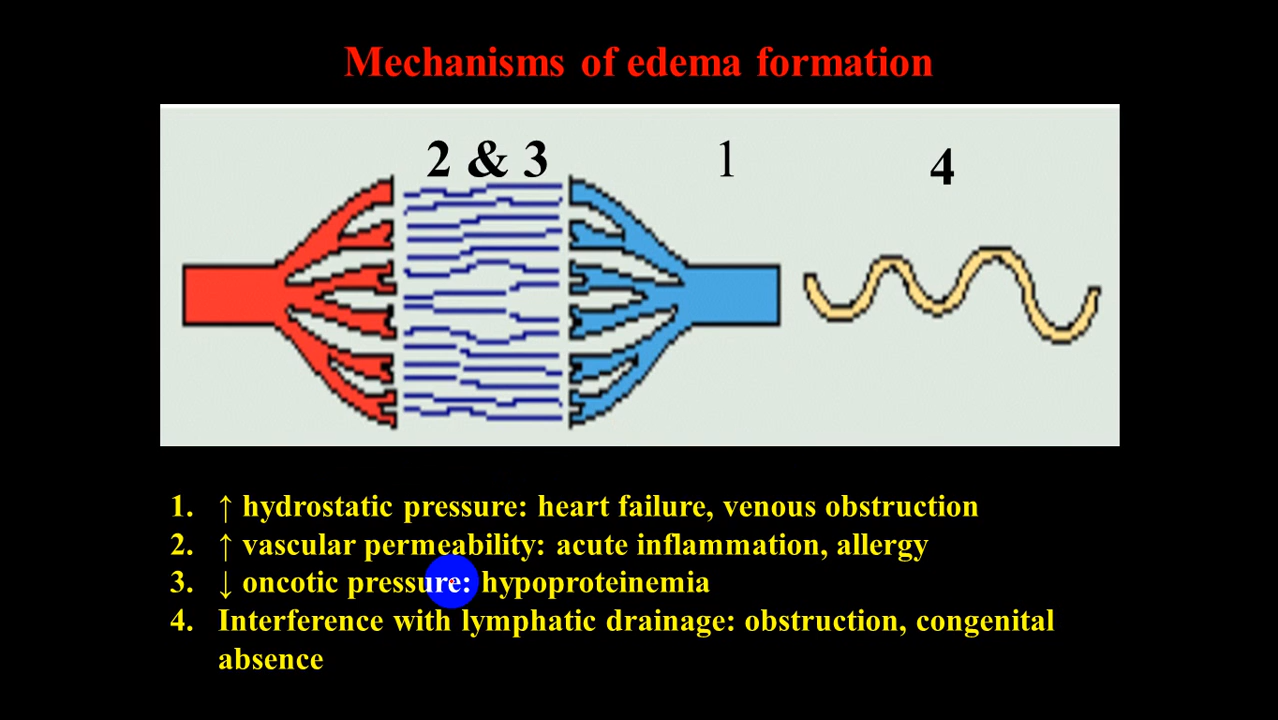 Mechanisms of edema formation
2 & 3 1 4
1. ↑ hydrostatic pressure: heart failure, venous obstruction
2. ↑ vascular permeability: acute inflammation, allergy
3. ↓ oncotic pressure: hypoproteinemia
4. Interference with lymphatic drainage: obstruction, congenital
absence